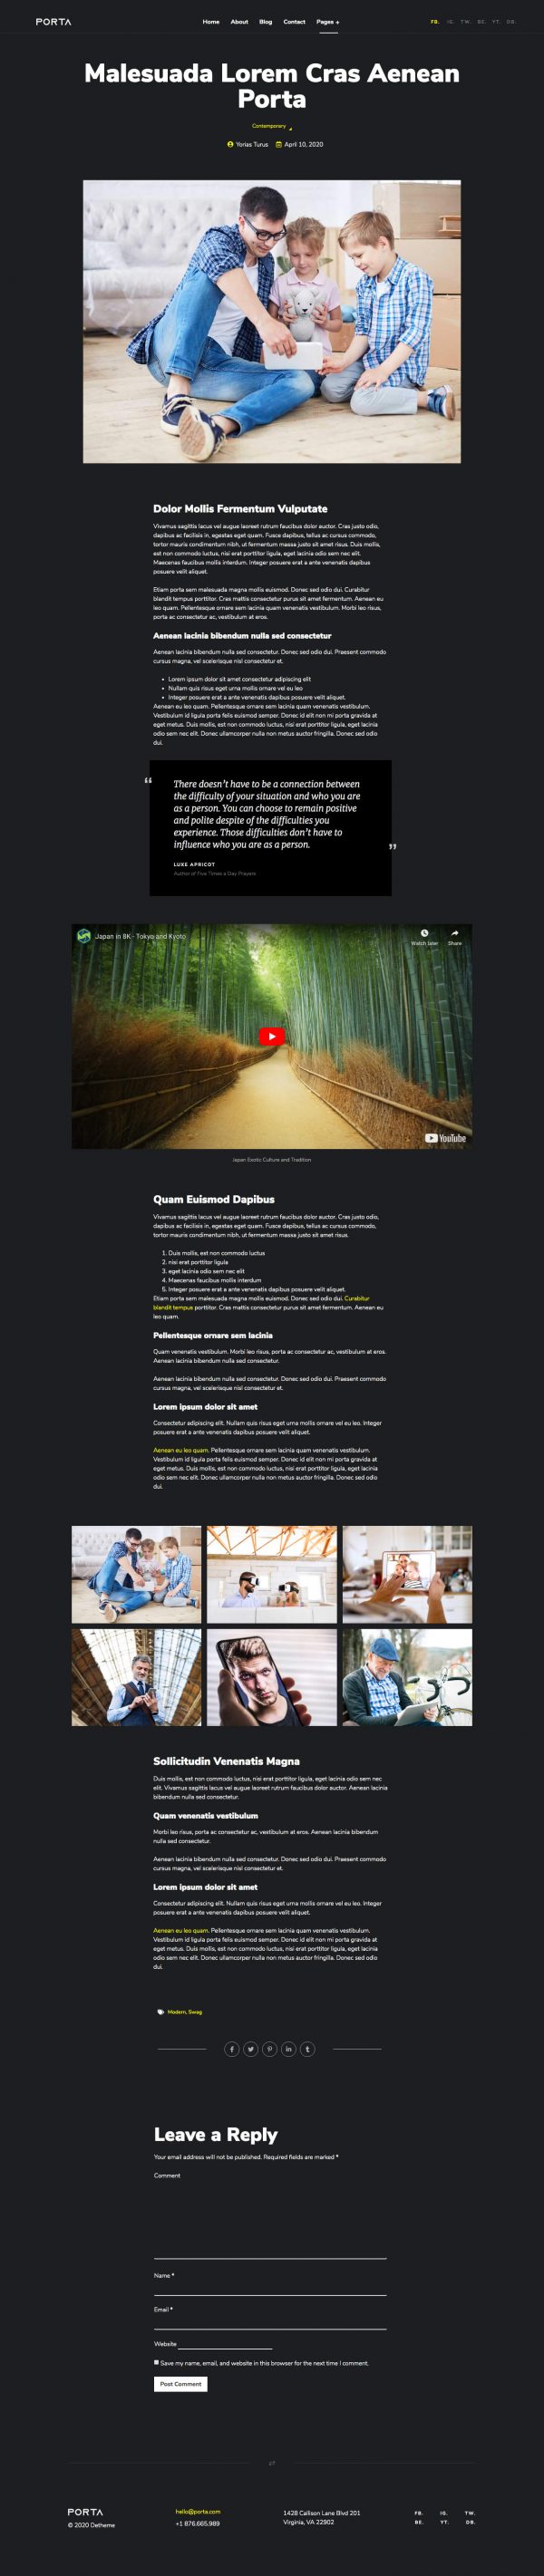 PORTA
Home About Blog Contact Pages +
FB. IG. TW. BE. YT. DB.
Malesuada Lorem Cras Aenean
Porta
Contemporary
Yorias Turus April 10, 2020
Dolor Mollis Fermentum Vulputate
Vivamus sagittis lacus vel augue laoreet rutrum faucibus dolor auctor. Cras justo odio,
dapibus ac facilisis in, egestas eget quam. Fusce dapibus, tellus ac cursus commodo,
tortor mauris condimentum nibh, ut fermentum massa justo sit amet risus. Duis mollis,
est non commodo luctus, nisi erat porttitor ligula, eget lacinia odio sem nec elit.
Maecenas faucibus mollis interdum. Integer posuere erat a ante venenatis dapibus
posuere velit aliquet.
Etiam porta sem malesuada magna mollis euismod. Donec sed odio dui. Curabitur
blandit tempus porttitor. Cras mattis consectetur purus sit amet fermentum. Aenean eu
leo quam. Pellentesque ornare sem lacinia quam venenatis vestibulum. Morbi leo risus,
porta ac consectetur ac, vestibulum at eros.
Aenean lacinia bibendum nulla sed consectetur
Aenean lacinia bibendum nulla sed consectetur. Donec sed odio dui. Praesent commodo
cursus magna, vel scelerisque nisl consectetur et.
• Lorem ipsum dolor sit amet consectetur adipiscing elit
• Nullam quis risus eget urna mollis ornare vel eu leo
• Integer posuere erat a ante venenatis dapibus posuere velit aliquet.
Aenean eu leo quam. Pellentesque ornare sem lacinia quam venenatis vestibulum.
Vestibulum id ligula porta felis euismod semper. Donec id elit non mi porta gravida at
eget metus. Duis mollis, est non commodo luctus, nisi erat porttitor ligula, eget lacinia
odio sem nec elit. Donec ullamcorper nulla non metus auctor fringilla. Donec sed odio
dui.
“
There doesn’t have to be a connection between
the difficulty of your situation and who you are
as a person. You can choose to remain positive
and polite despite of the difficulties you
experience. Those difficulties don’t have to
influence who you are as a person.
”
LUKE APRICOT
Author of Five Times a Day Prayers
Japan in 8K - Tokyo and Kyoto
Watch later Share
YouTube
Japan Exotic Culture and Tradition
Quam Euismod Dapibus
Vivamus sagittis lacus vel augue laoreet rutrum faucibus dolor auctor. Cras justo odio,
dapibus ac facilisis in, egestas eget quam. Fusce dapibus, tellus ac cursus commodo,
tortor mauris condimentum nibh, ut fermentum massa justo sit amet risus.
1. Duis mollis, est non commodo luctus
2. nisi erat porttitor ligula
3. eget lacinia odio sem nec elit
4. Maecenas faucibus mollis interdum
5. Integer posuere erat a ante venenatis dapibus posuere velit aliquet.
Etiam porta sem malesuada magna mollis euismod. Donec sed odio dui. Curabitur
blandit tempus porttitor. Cras mattis consectetur purus sit amet fermentum. Aenean eu
leo quam.
Pellentesque ornare sem lacinia
Quam venenatis vestibulum. Morbi leo risus, porta ac consectetur ac, vestibulum at eros.
Aenean lacinia bibendum nulla sed consectetur.
Aenean lacinia bibendum nulla sed consectetur. Donec sed odio dui. Praesent commodo
cursus magna, vel scelerisque nisl consectetur et.
Lorem ipsum dolor sit amet
Consectetur adipiscing elit. Nullam quis risus eget urna mollis ornare vel eu leo. Integer
posuere erat a ante venenatis dapibus posuere velit aliquet.
Aenean eu leo quam. Pellentesque ornare sem lacinia quam venenatis vestibulum.
Vestibulum id ligula porta felis euismod semper. Donec id elit non mi porta gravida at
eget metus. Duis mollis, est non commodo luctus, nisi erat porttitor ligula, eget lacinia
odio sem nec elit. Donec ullamcorper nulla non metus auctor fringilla. Donec sed odio
dui.
Sollicitudin Venenatis Magna
Duis mollis, est non commodo luctus, nisi erat porttitor ligula, eget lacinia odio sem nec
elit. Vivamus sagittis lacus vel augue laoreet rutrum faucibus dolor auctor. Aenean lacinia
bibendum nulla sed consectetur.
Quam venenatis vestibulum
Morbi leo risus, porta ac consectetur ac, vestibulum at eros. Aenean lacinia bibendum
nulla sed consectetur.
Aenean lacinia bibendum nulla sed consectetur. Donec sed odio dui. Praesent commodo
cursus magna, vel scelerisque nisl consectetur et.
Lorem ipsum dolor sit amet
Consectetur adipiscing elit. Nullam quis risus eget urna mollis ornare vel eu leo. Integer
posuere erat a ante venenatis dapibus posuere velit aliquet.
Aenean eu leo quam. Pellentesque ornare sem lacinia quam venenatis vestibulum.
Vestibulum id ligula porta felis euismod semper. Donec id elit non mi porta gravida at
eget metus. Duis mollis, est non commodo luctus, nisi erat porttitor ligula, eget lacinia
odio sem nec elit. Donec ullamcorper nulla non metus auctor fringilla. Donec sed odio
dui.
Modern, Swag
Leave a Reply
Your email address will not be published. Required fields are marked *
Comment
Name *
Email *
Website
Save my name, email, and website in this browser for the next time I comment.
Post Comment
PORTA
© 2020 Detheme
hello@porta.com
+1 876.665.989
1428 Callison Lane Blvd 201
Virginia, VA 22902
FB. IG. TW.
BE. YT. DB.